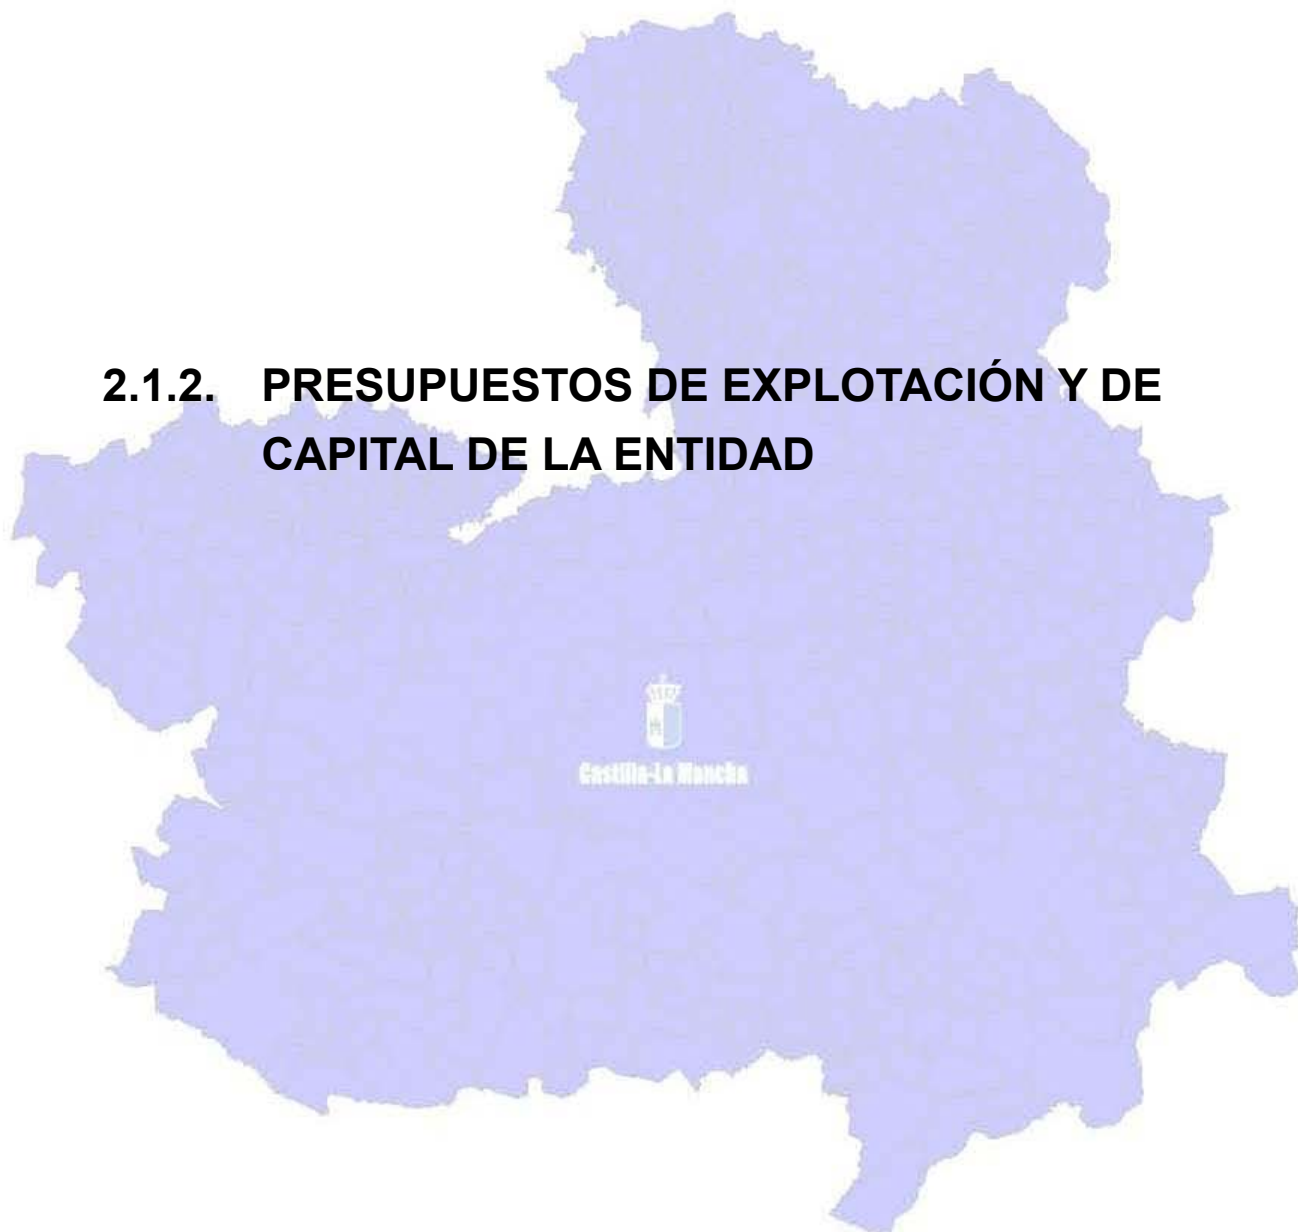 2.1.2. PRESUPUESTOS DE EXPLOTACIÓN Y DE
CAPITAL DE LA ENTIDAD
Castilla-La Mancha